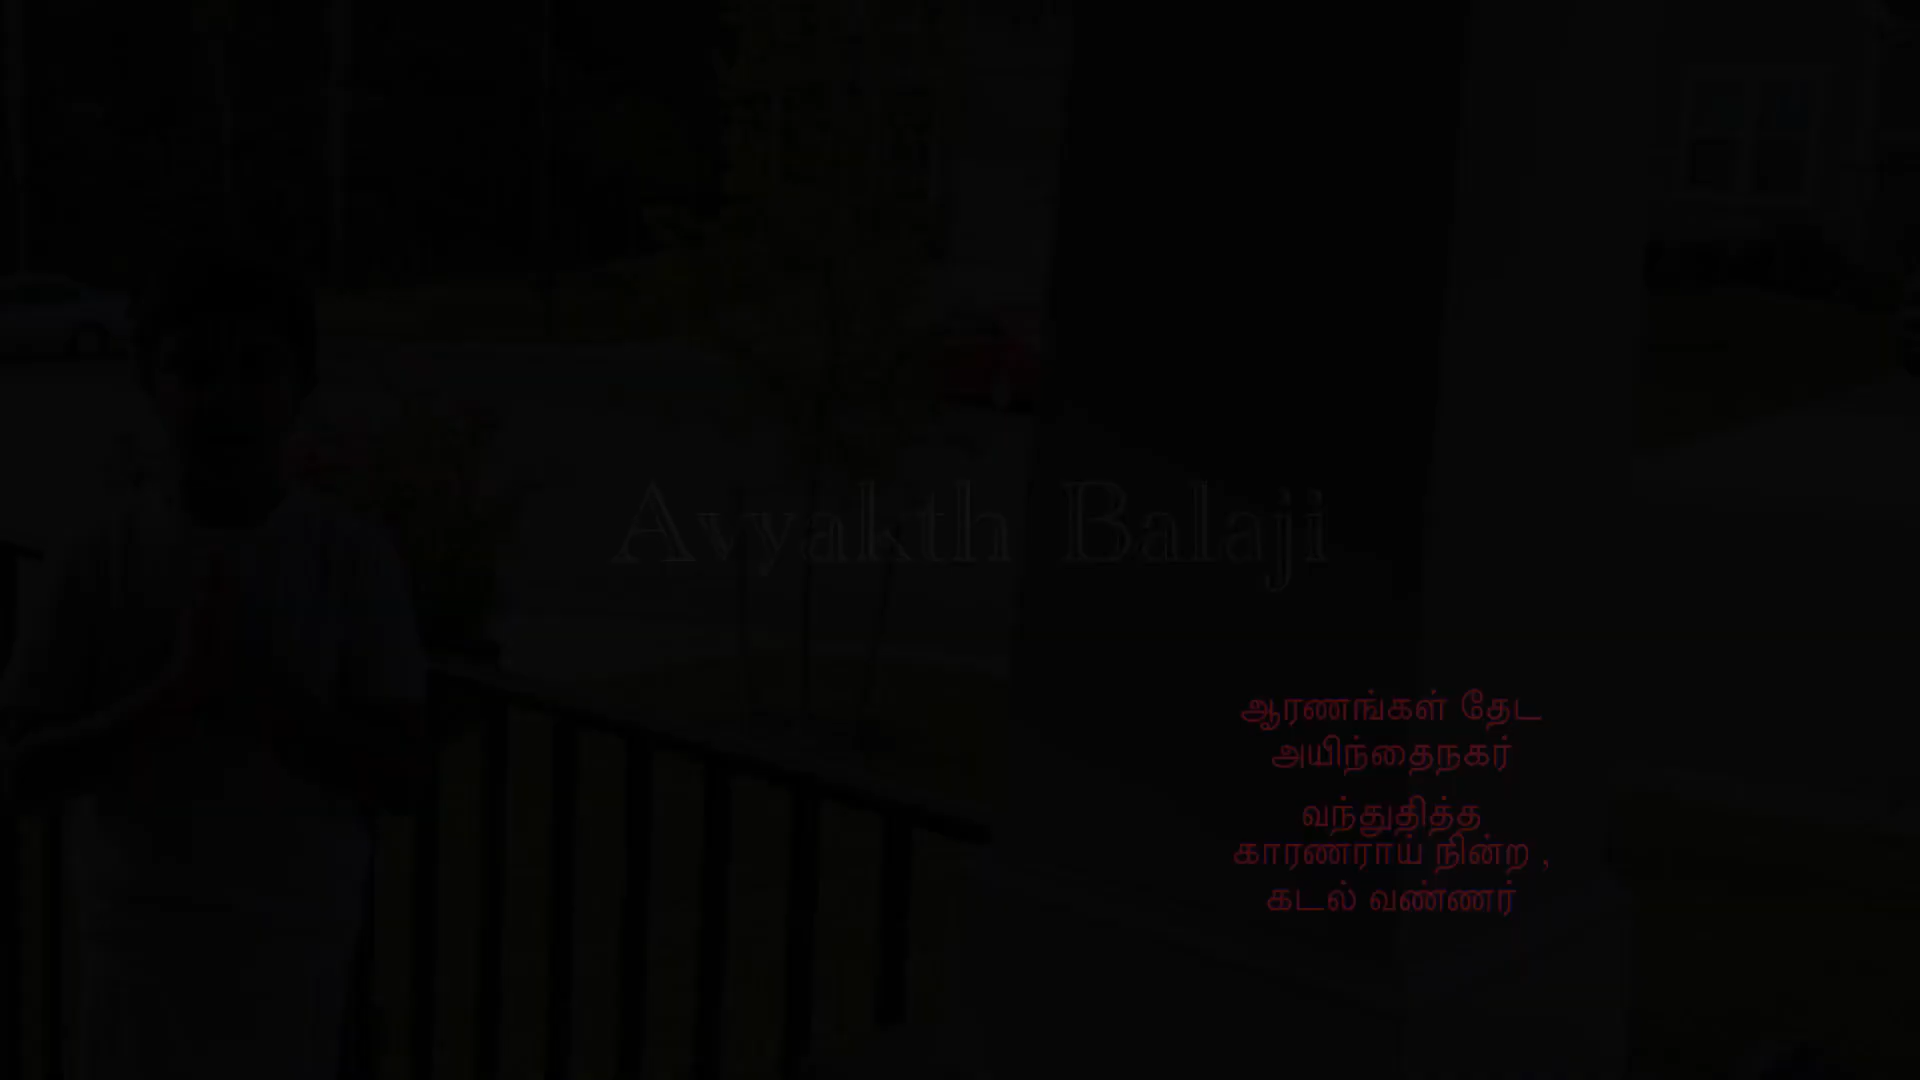 Avyakth Balaji
ஆரணங்கள் தேட
அயிந்தைநகர்
வந்துதித்த
காரணராய் நின்ற ,
கடல் வண்ணர்